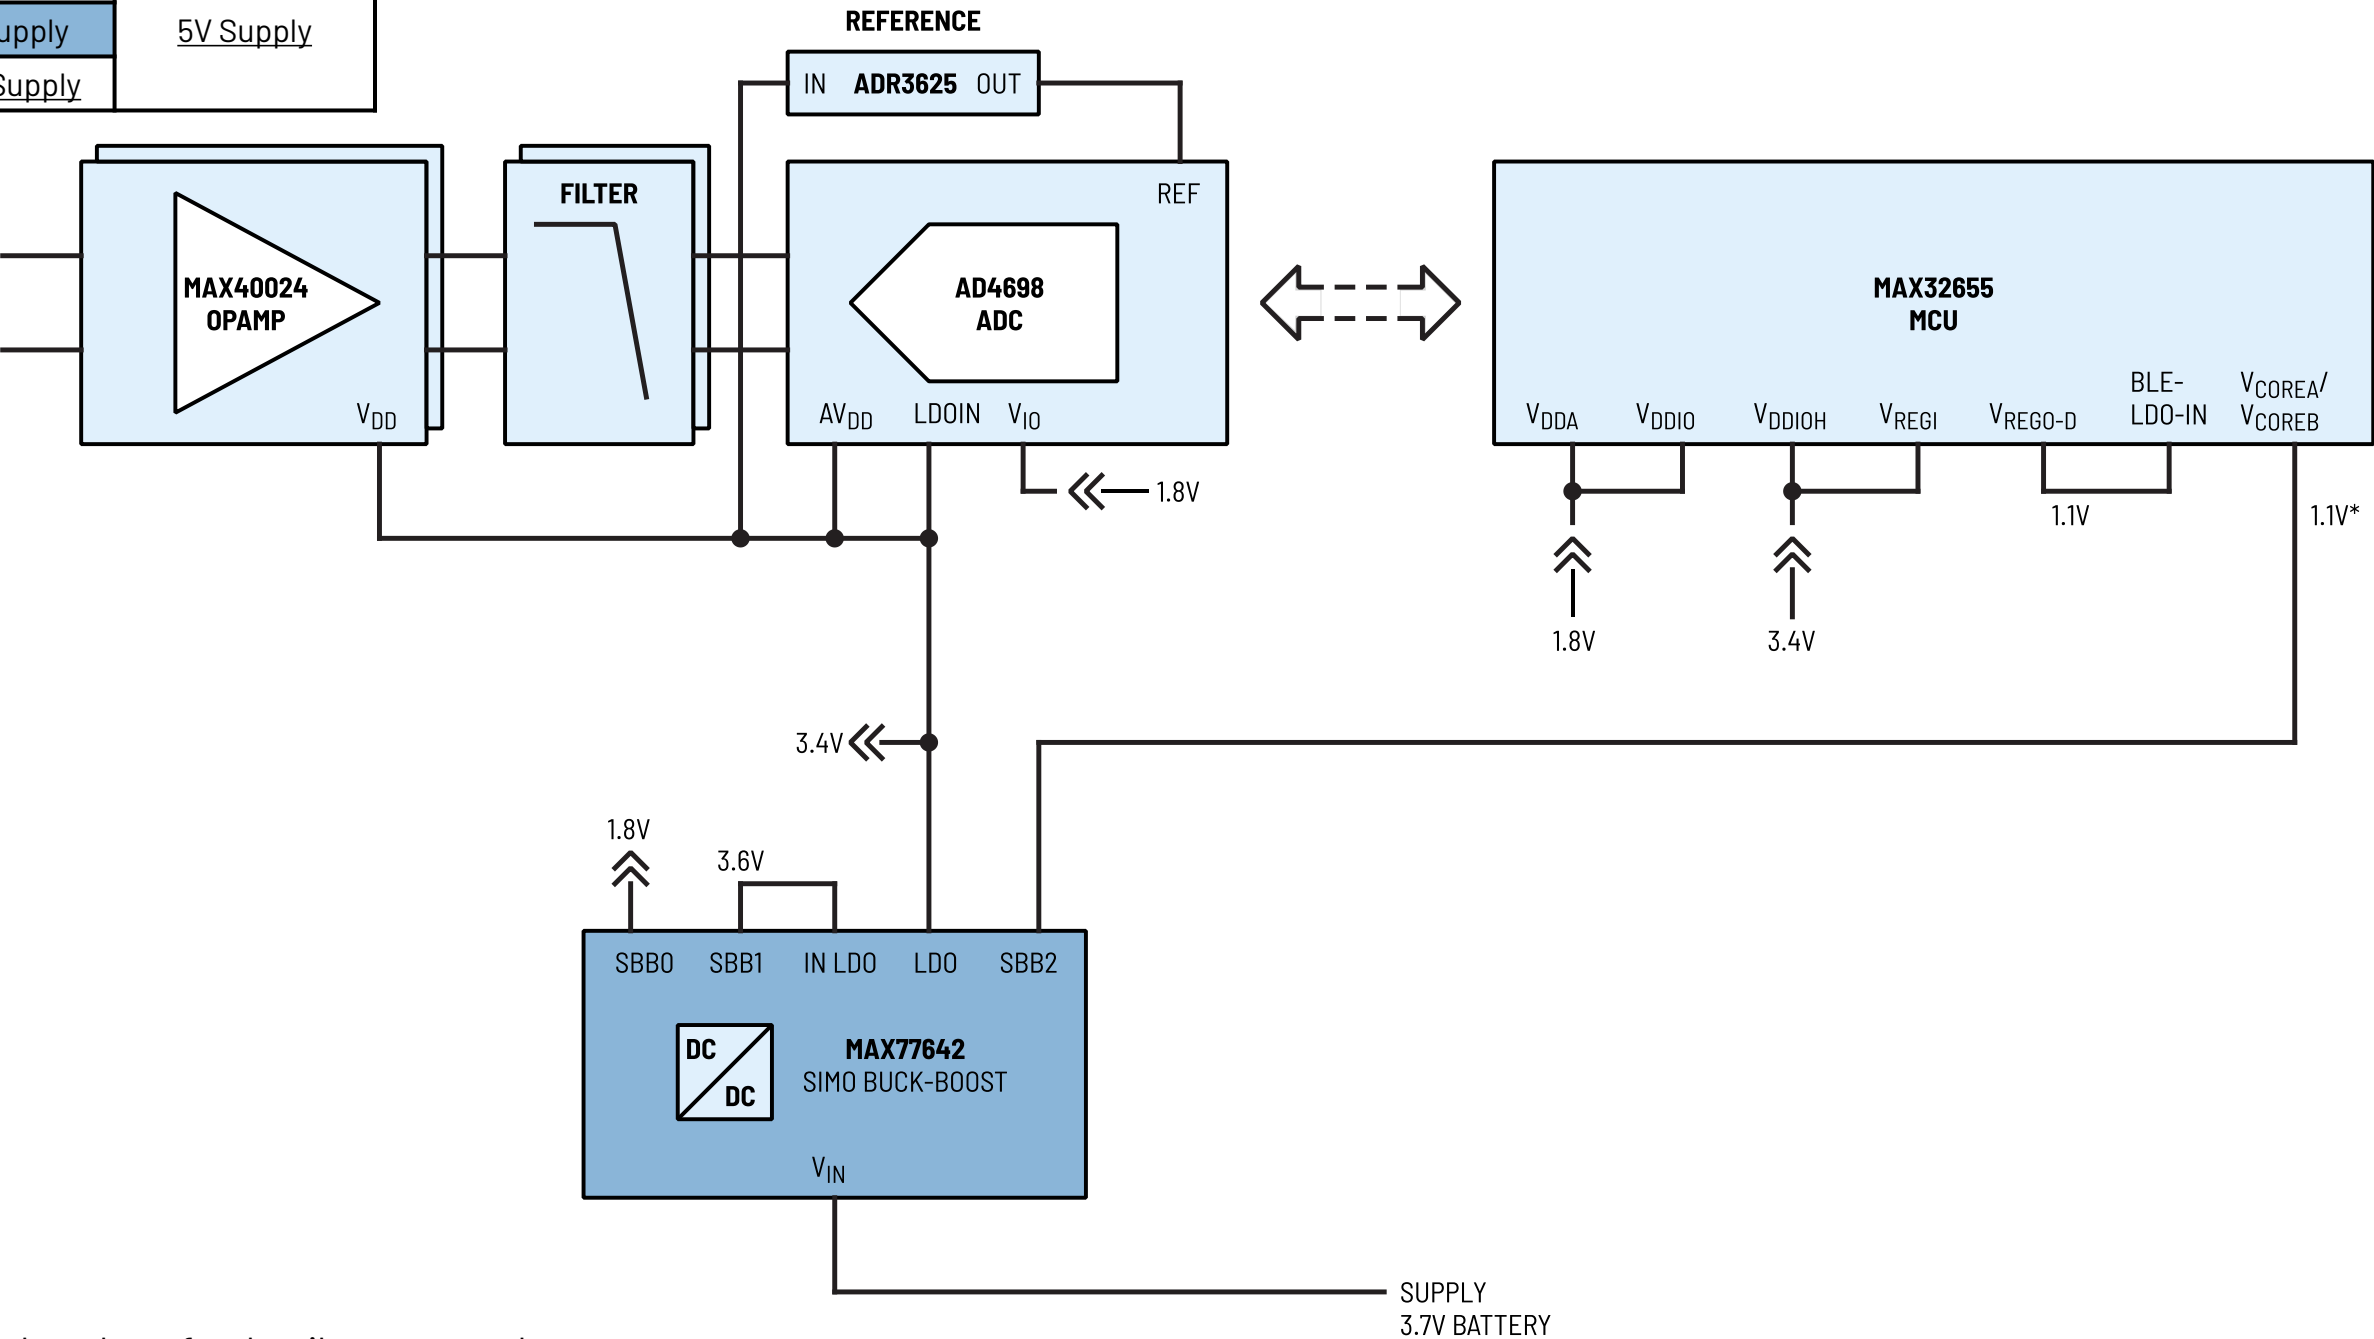 REFERENCE
5V Supply
IN ADR3625 OUT
FILTER
REF
MAX40024
OPAMP
AD4698
ADC
MAX32655
MCU
VDD
AVDD LDOIN VIO
BLE-
LDO-IN
VCOREA/
VCOREB
VDDA VDDIO VDDIOH VREGI VREGO-D
1.8V
1.1V
1.1V*
1.8V
3.4V
3.4V
1.8V
3.6V
SBB0 SBB1 IN LDO LDO SBB2
DC
DC
MAX77642
SIMO BUCK-BOOST
VIN
SUPPLY
3.7V BATTERY